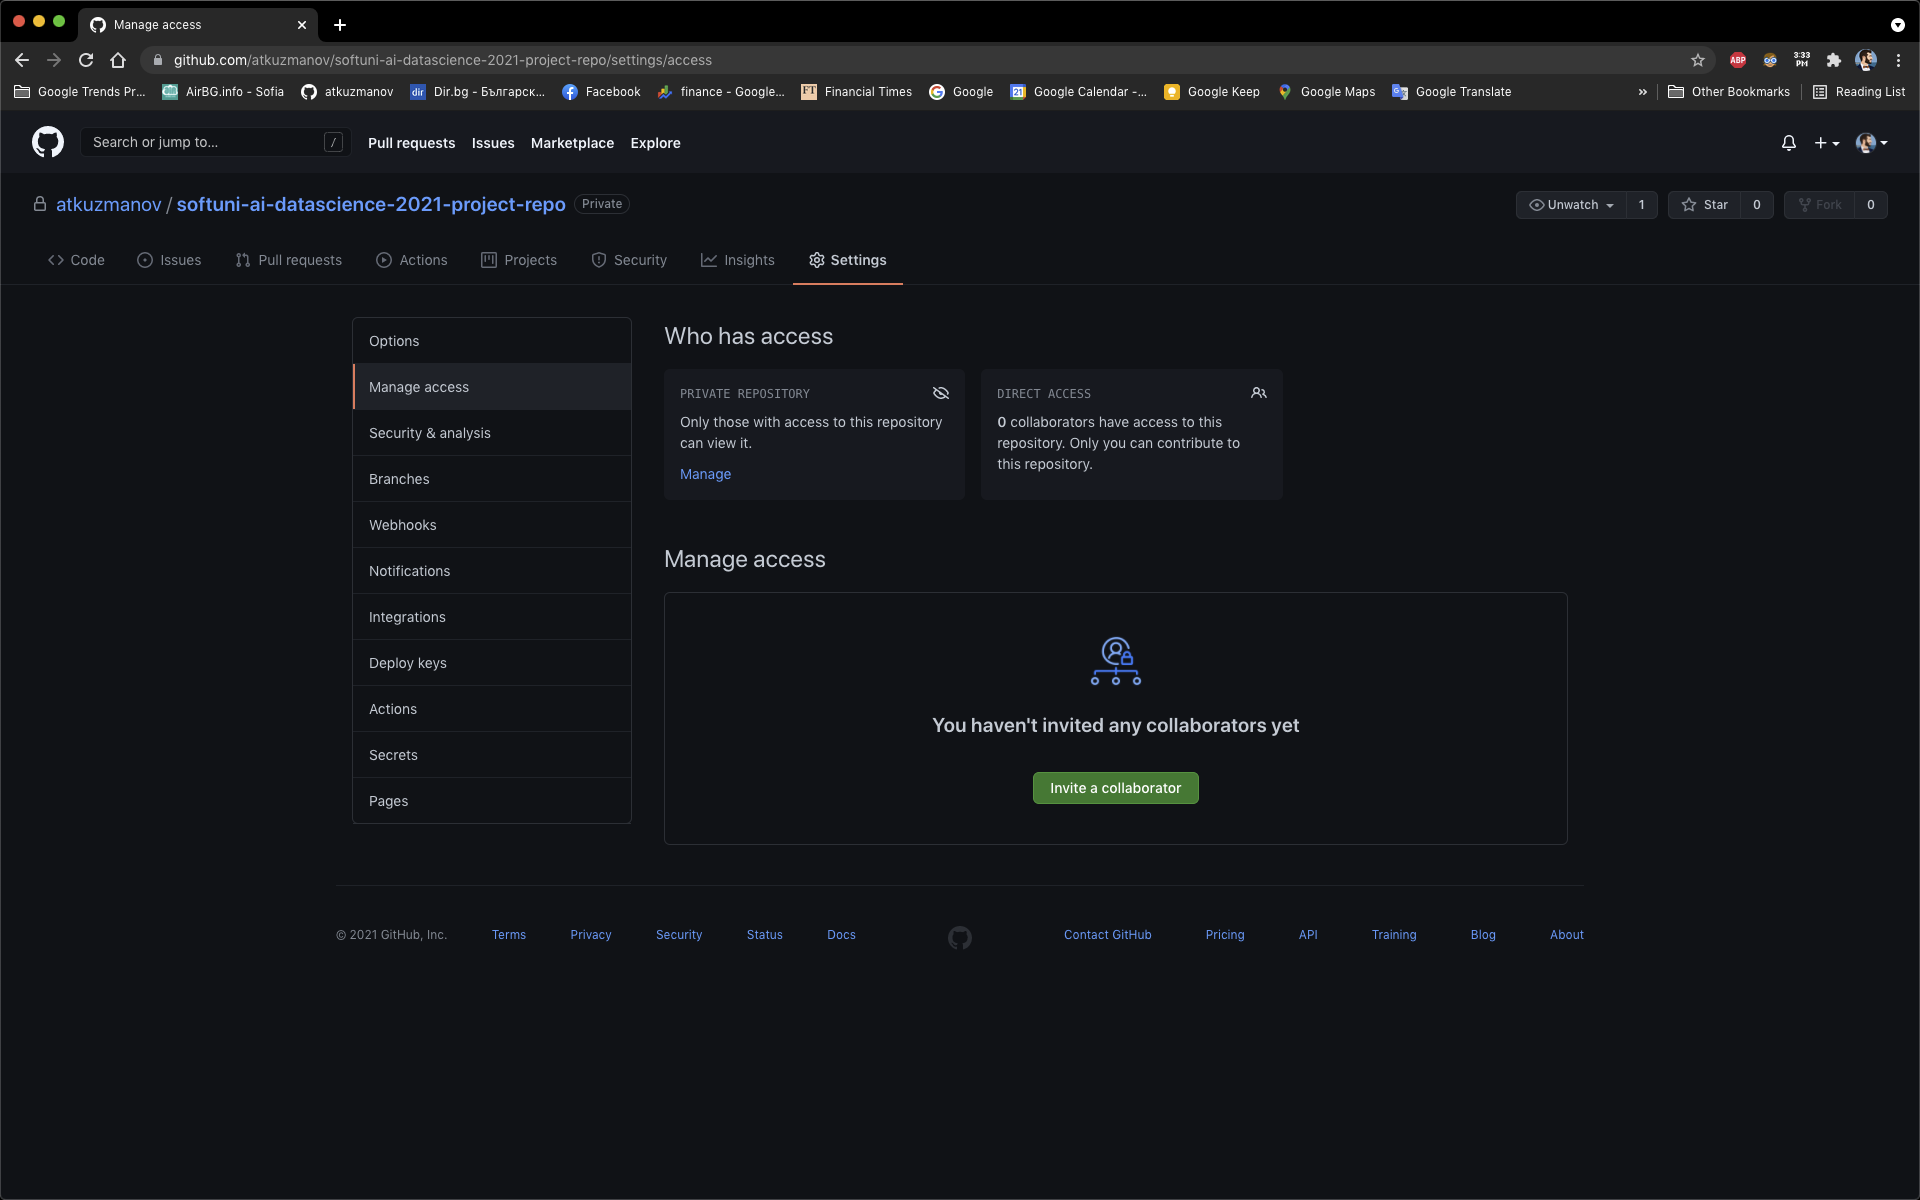 Manage access
github.com/atkuzmanov/softuni-ai-datascience-2021-project-repo/settings/access
ABP
3:33
PM
Google Trends Pr...
AirBG.info - Sofia
atkuzmanov
dir
Dir.bg - Българск...
Facebook
finance - Google...
FT
Financial Times
Google
21
Google Calendar -...
Google Keep
Google Maps
Google Translate
»
Other Bookmarks
Reading List
Search or jump to...
/
Pull requests
Issues
Marketplace
Explore
atkuzmanov / softuni-ai-datascience-2021-project-repo
Private
Unwatch
1
Star
0
Fork
0
Code
Issues
Pull requests
Actions
Projects
Security
Insights
Settings
Options
Manage access
Security & analysis
Branches
Webhooks
Notifications
Integrations
Deploy keys
Actions
Secrets
Pages
Who has access
PRIVATE REPOSITORY
Only those with access to this repository
can view it.
Manage
DIRECT ACCESS
0 collaborators have access to this
repository. Only you can contribute to
this repository.
Manage access
You haven't invited any collaborators yet
Invite a collaborator
© 2021 GitHub, Inc.
Terms
Privacy
Security
Status
Docs
Contact GitHub
Pricing
API
Training
Blog
About